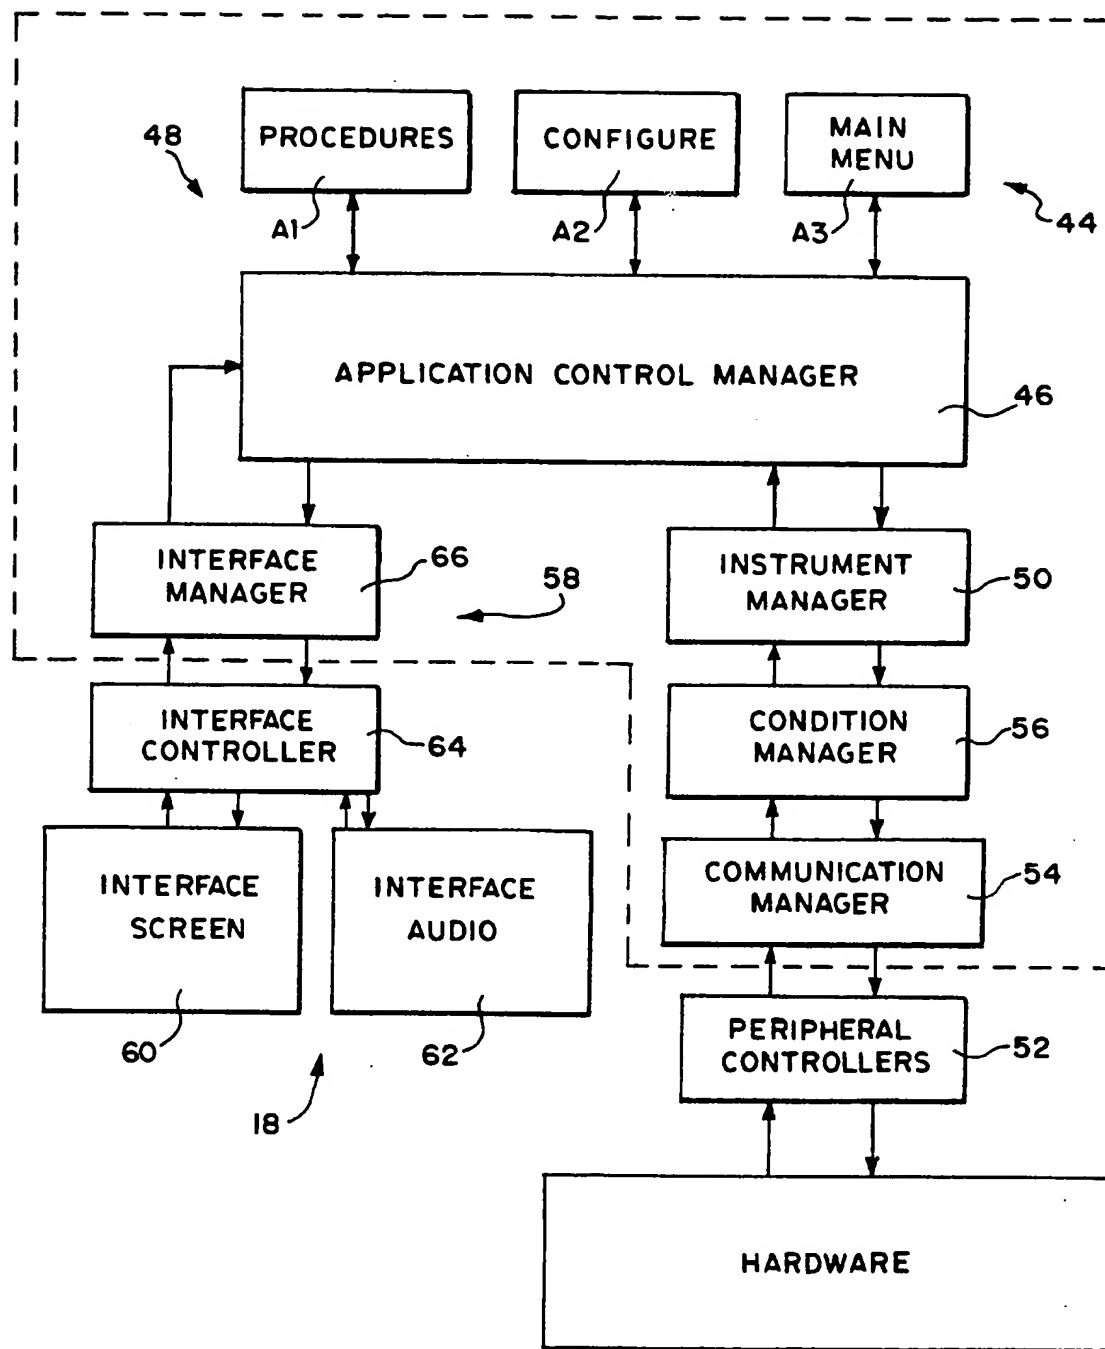 PROCEDURES
CONFIGURE
MAIN
MENU
48
A1
A2
A3
44
APPLICATION CONTROL MANAGER
46
INTERFACE
MANAGER
66
58
INSTRUMENT
MANAGER
50
INTERFACE
CONTROLLER
64
CONDITION
MANAGER
56
INTERFACE
SCREEN
INTERFACE
AUDIO
COMMUNICATION
MANAGER
54
60
62
18
PERIPHERAL
CONTROLLERS
52
HARDWARE